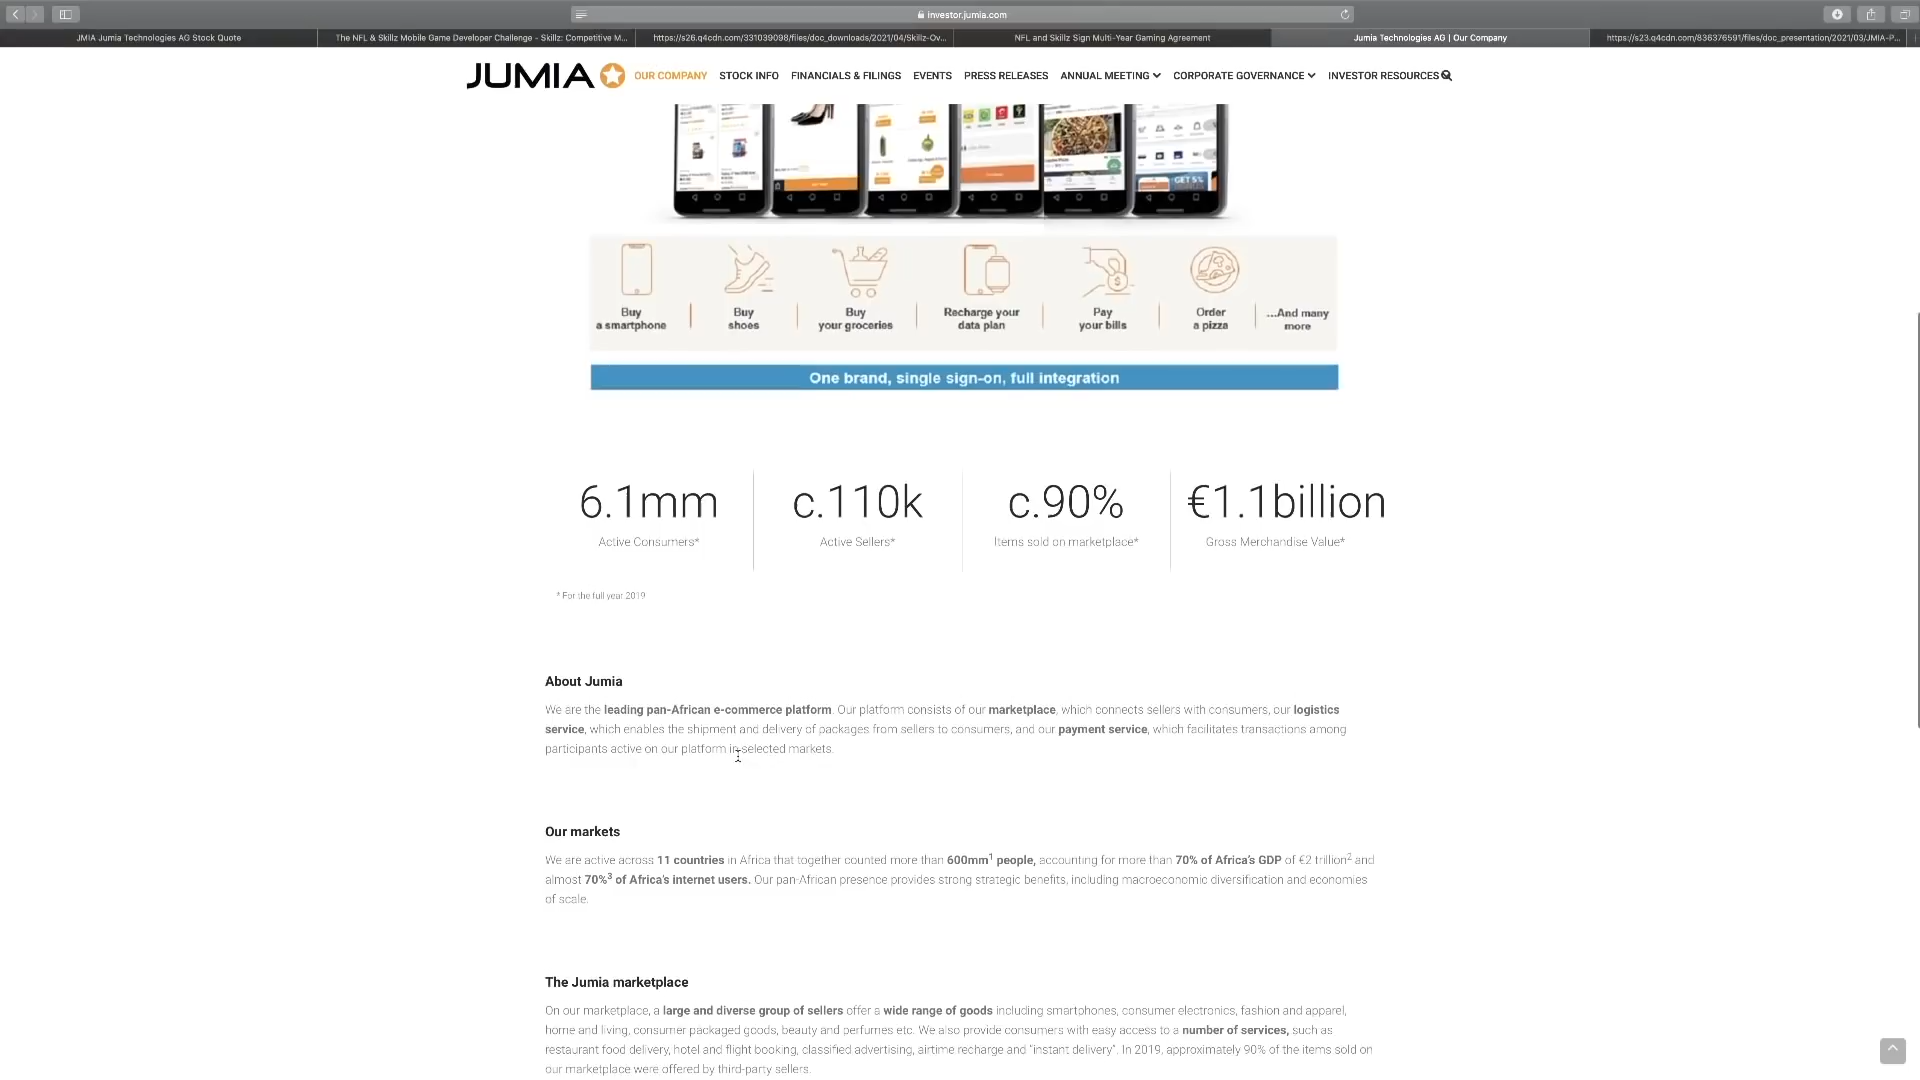 investor.jumia.com
JMIA Jumia Technologies AG Stock Quote
The NFL & Skillz Mobile Game Developer Challenge - Skillz: Competitive M...
https://s26.q4cdn.com/331039098/files/doc_downloads/2021/04/Skillz-Ov...
NFL and Skillz Sign Multi-Year Gaming Agreement
Jumia Technologies AG | Our Company
https://s23.q4cdn.com/836376591/files/doc_presentation/2021/03/JMIA-P...
JUMIA
OUR COMPANY
STOCK INFO
FINANCIALS & FILINGS
EVENTS
PRESS RELEASES
ANNUAL MEETING
CORPORATE GOVERNANCE
INVESTOR RESOURCES
GET 5%
Buy
a smartphone
Buy
shoes
Buy
your groceries
Recharge your
data plan
Pay
your bills
Order
a pizza
...And many
more
One brand, single sign-on, full integration
6.1mm
Active Consumers*
c.110k
Active Sellers*
c.90%
Items sold on marketplace*
€1.1billion
Gross Merchandise Value*
* For the full year 2019
About Jumia
We are the leading pan-African e-commerce platform. Our platform consists of our marketplace, which connects sellers with consumers, our logistics
service, which enables the shipment and delivery of packages from sellers to consumers, and our payment service, which facilitates transactions among
participants active on our platform in selected markets.
Our markets
We are active across 11 countries in Africa that together counted more than 600mm1 people, accounting for more than 70% of Africa's GDP of €2 trillion2 and
almost 70%3 of Africa's internet users. Our pan-African presence provides strong strategic benefits, including macroeconomic diversification and economies
of scale.
The Jumia marketplace
On our marketplace, a large and diverse group of sellers offer a wide range of goods including smartphones, consumer electronics, fashion and apparel,
home and living, consumer packaged goods, beauty and perfumes etc. We also provide consumers with easy access to a number of services, such as
restaurant food delivery, hotel and flight booking, classified advertising, airtime recharge and "instant delivery". In 2019, approximately 90% of the items sold on
our marketplace were offered by third-party sellers.